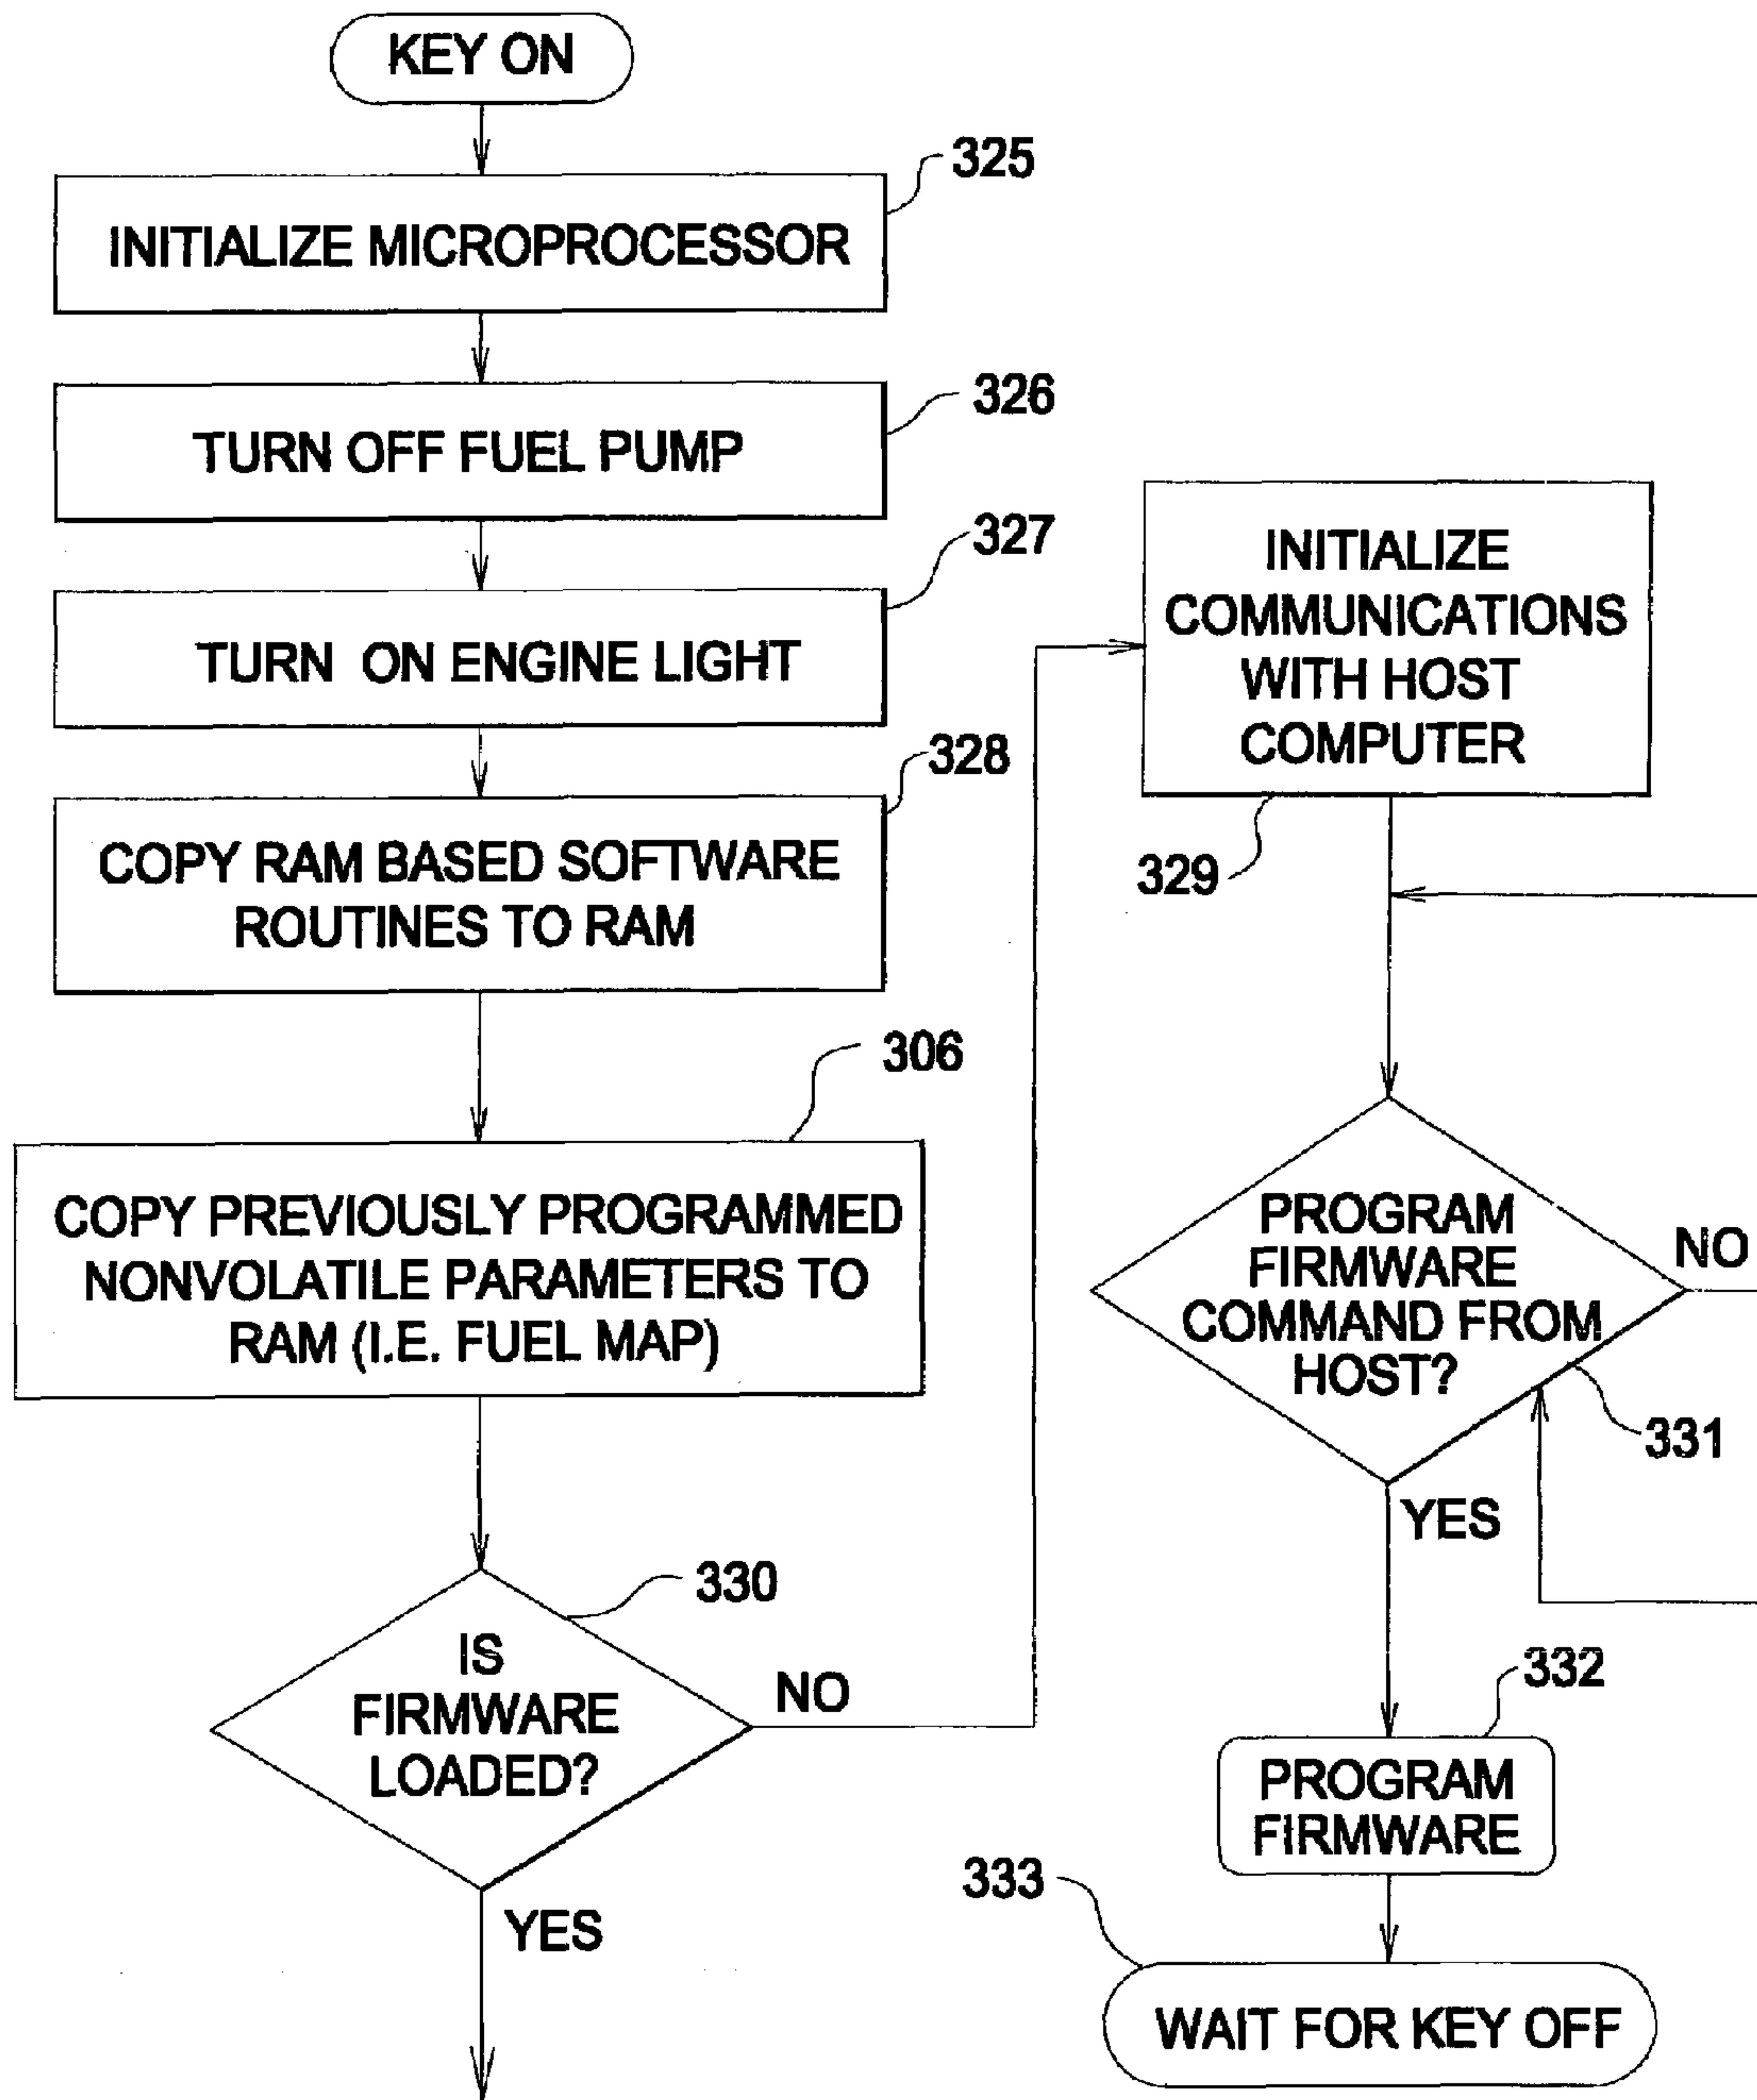 KEY ON
325
INITIALIZE MICROPROCESSOR
326
TURN OFF FUEL PUMP
327
TURN ON ENGINE LIGHT
328
COPY RAM BASED SOFTWARE
ROUTINES TO RAM
306
COPY PREVIOUSLY PROGRAMMED
NONVOLATILE PARAMETERS TO
RAM (I.E. FUEL MAP)
330
IS
FIRMWARE
LOADED?
NO
YES
INITIALIZE
COMMUNICATIONS
WITH HOST
COMPUTER
329
PROGRAM
FIRMWARE
COMMAND FROM
HOST?
NO
331
YES
332
PROGRAM
FIRMWARE
333
WAIT FOR KEY OFF